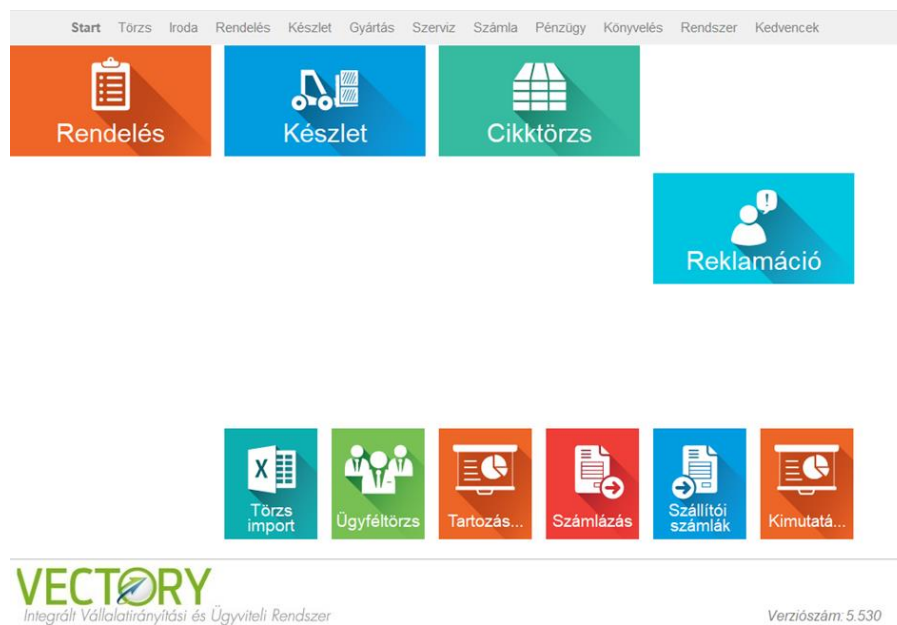 Start Törzs Iroda Rendelés Készlet Gyártás Szerviz Számla Pénzügy Könyvelés Rendszer Kedvencek
Rendelés Készlet Cikktörzs
Reklamáció
Törzs import
Ügyféltörzs
Tartozás...
Számlázás
Szállítói számlák
Kimutatá...
VECTORY
Integrált Vállalatirányítási és Ügyviteli Rendszer
Verziószám: 5.530